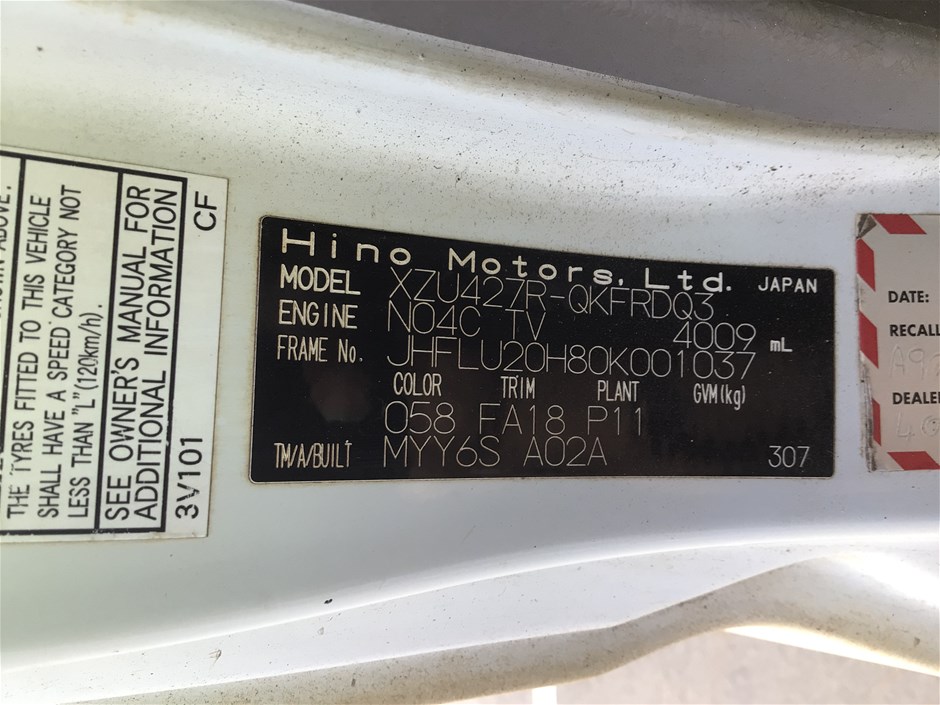 THE TYRES FITTED TO THIS VEHICLE
SHALL HAVE A SPEED CATEGORY NOT
LESS THAN "L"(120km/h).
SEE OWNER'S MANUAL FOR
ADDITIONAL INFORMATION
3V101 CF
Hino Motors, Ltd. JAPAN
MODEL XZU427R-QKFRDQ3
ENGINE N04C TV 4009 mL
FRAME No. JHFLU20H80K001037
COLOR TRIM PLANT GVM(kg)
058 FA18 P11
TM/A/BUILT MYY6S A02A 307
DATE:
RECALL
DEALER